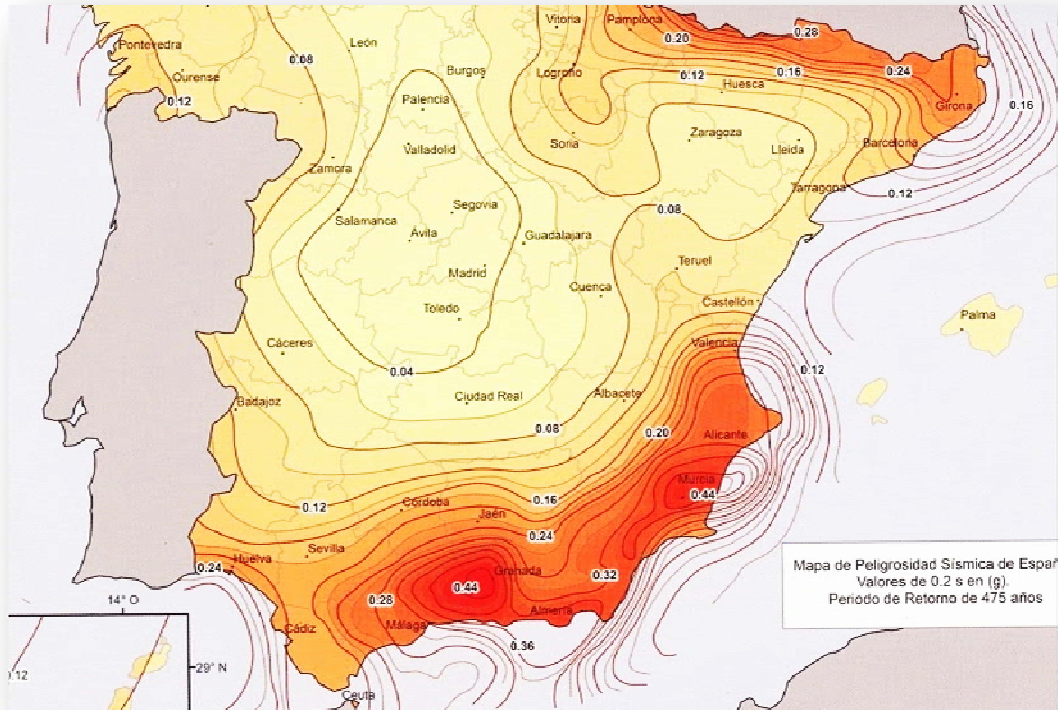 Vitoria
Pamplona
0.28
Pontevedra
León
0.20
0.08
Burgos
Logroño
0.12
0.16
0.24
Ourense
Huesca
0.12
Palencia
Girona
0.16
Valladolid
Soria
Zaragoza
Lleida
Barcelona
Zamora
Tarragona
0.12
Salamanca
Segovia
0.08
Ávila
Guadalajara
Madrid
Teruel
Cuenca
Toledo
Castellón
Palma
Cáceres
Valencia
0.04
0.12
Badajoz
Ciudad Real
Albacete
0.08
0.20
Alicante
Murcia
0.44
0.12
Córdoba
0.16
Jaén
0.24
Sevilla
Huelva
0.24
Granada
0.32
0.44
0.28
Almería
Málaga
Cádiz
0.36
Ceuta
Mapa de Peligrosidad Sísmica de Españ
Valores de 0.2 s en (g).
Periodo de Retorno de 475 años
14° O
29° N
0.12